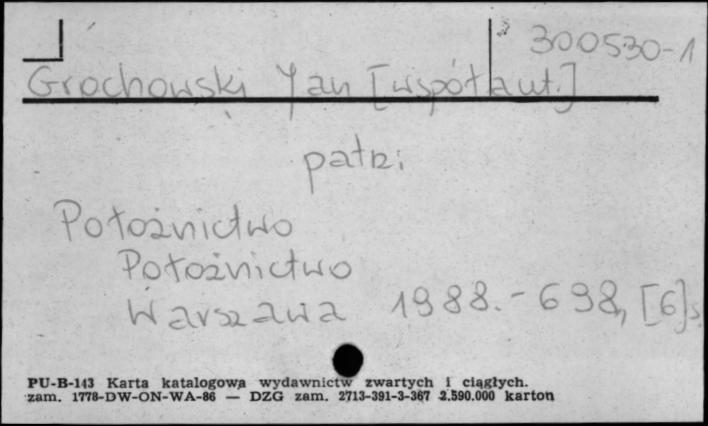 300530-1
Grochowski Jan [współaut.]
patrz:
Położnictwo
Położnictwo
Warszawa 1988. - 698, [6]s.
PU-B-143 Karta katalogowa wydawnictw zwartych i ciągłych.
zam. 1778-DW-ON-WA-86 — DZG zam. 2713-391-3-367 2.590.000 karton